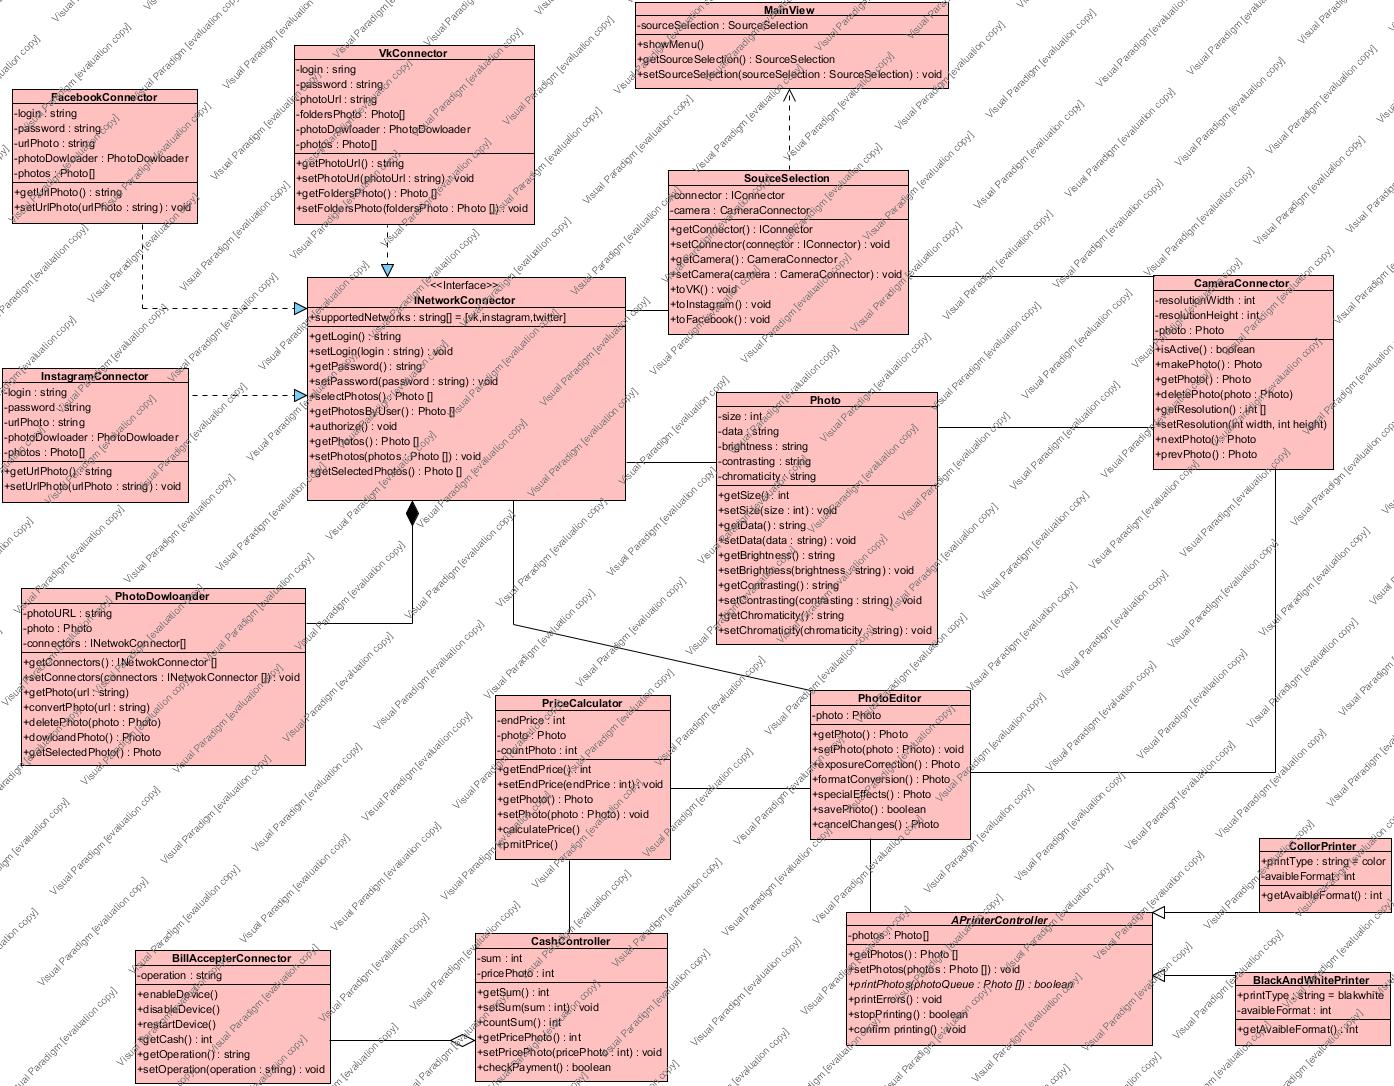 MainView
-sourceSelection : SourceSelection
+showMenu()
+getSourceSelection() : SourceSelection
+setSourceSelection(sourceSelection : SourceSelection) : void
VkConnector
-login : sring
-password : sring
-photoUrl : sring
-foldersPhoto : Photo[]
-photoDowloader : PhotoDowloader
-photos : Photo[]
+getPhotoUrl() : string
+setPhotoUrl(photoUrl : string) : void
+getFoldersPhoto() : Photo []
+setFoldersPhoto(foldersPhoto : Photo []) : void
FacebookConnector
-login : sring
-password : string
-urlPhoto : string
-photoDowloader : PhotoDowloader
-photos : Photo[]
+getUrlPhoto() : string
+setUrlPhoto(urlPhoto : string) : void
SourceSelection
-connector : IConnector
-camera : CameraConnector
+getConnector() : IConnector
+setConnector(connector : IConnector) : void
+getCamera() : CameraConnector
+setCamera(camera : CameraConnector) : void
+toVK() : void
+toInstagram() : void
+toFacebook() : void
<<Interface>>
INetworkConnector
+supportedNetworks : string[] = [vk,instagram,twitter]
+getLogin() : string
+setLogin(login : string) : void
+getPassword() : string
+setPassword(password : string) : void
+selectPhotos() : Photo []
+getPhotosByUser() : Photo []
+authorize() : void
+getPhotos() : Photo []
+setPhotos(photos : Photo []) : void
+getSelectedPhotos() : Photo []
CameraConnector
-resolutionWidth : int
-resolutionHeight : int
-photo : Photo
+isActive() : boolean
+makePhoto() : Photo
+getPhoto() : Photo
+deletePhoto(photo : Photo)
+getResolution() : int []
+setResolution(int width, int height)
+nextPhoto() : Photo
+prevPhoto() : Photo
InstagramConnector
-login : string
-password : string
-urlPhoto : string
-photoDowloader : PhotoDowloader
-photos : Photo[]
+getUrlPhoto() : string
+setUrlPhoto(urlPhoto : string) : void
Photo
-size : int
-data : string
-brightness : string
-contrasting : string
-chromaticity : string
+getSize() : int
+setSize(size : int) : void
+getData() : string
+setData(data : string) : void
+getBrightness() : string
+setBrightness(brightness : string) : void
+getContrasting() : string
+setContrasting(contrasting : string) : void
+getChromaticity() : string
+setChromaticity(chromaticity : string) : void
PhotoDowloander
-photoURL : string
-photo : Photo
-connectors : INetwokConnector[]
+getConnectors() : INetwokConnector []
+setConnectors(connectors : INetwokConnector []) : void
+getPhoto(url : string)
+convertPhoto(url : string)
+deletePhoto(photo : Photo)
+dowloandPhoto() : Photo
+getSelectedPhoto() : Photo
PriceCalculator
-endPrice : int
-photo : Photo
-countPhoto : int
+getEndPrice() : int
+setEndPrice(endPrice : int) : void
+getPhoto() : Photo
+setPhoto(photo : Photo) : void
+calculatePrice()
+prnitPrice()
PhotoEditor
-photo : Photo
+getPhoto() : Photo
+setPhoto(photo : Photo) : void
+exposureCorrection() : Photo
+formatConversion() : Photo
+specialEffects() : Photo
+savePhoto() : boolean
+cancelChanges() : Photo
CollorPrinter
+printType : string = color
-avaibleFormat : int
+getAvaibleFormat() : int
APrinterController
-photos : Photo[]
+getPhotos() : Photo []
+setPhotos(photos : Photo []) : void
+printPhotos(photoQueue : Photo []) : boolean
+printErrors() : void
+stopPrinting() : boolean
+confirm printing() : void
BlackAndWhitePrinter
+printType : string = blakwhite
-avaibleFormat : int
+getAvaibleFormat() : int
CashController
-sum : int
-pricePhoto : int
+getSum() : int
+setSum(sum : int) : void
+countSum() : int
+getPricePhoto() : int
+setPricePhoto(pricePhoto : int) : void
+checkPayment() : boolean
BillAccepterConnector
-operation : string
+enableDevice()
+disableDevice()
+restartDevice()
+getCash() : int
+getOperation() : string
+setOperation(operation : string) : void
Visual Paradigm [evaluation copy]